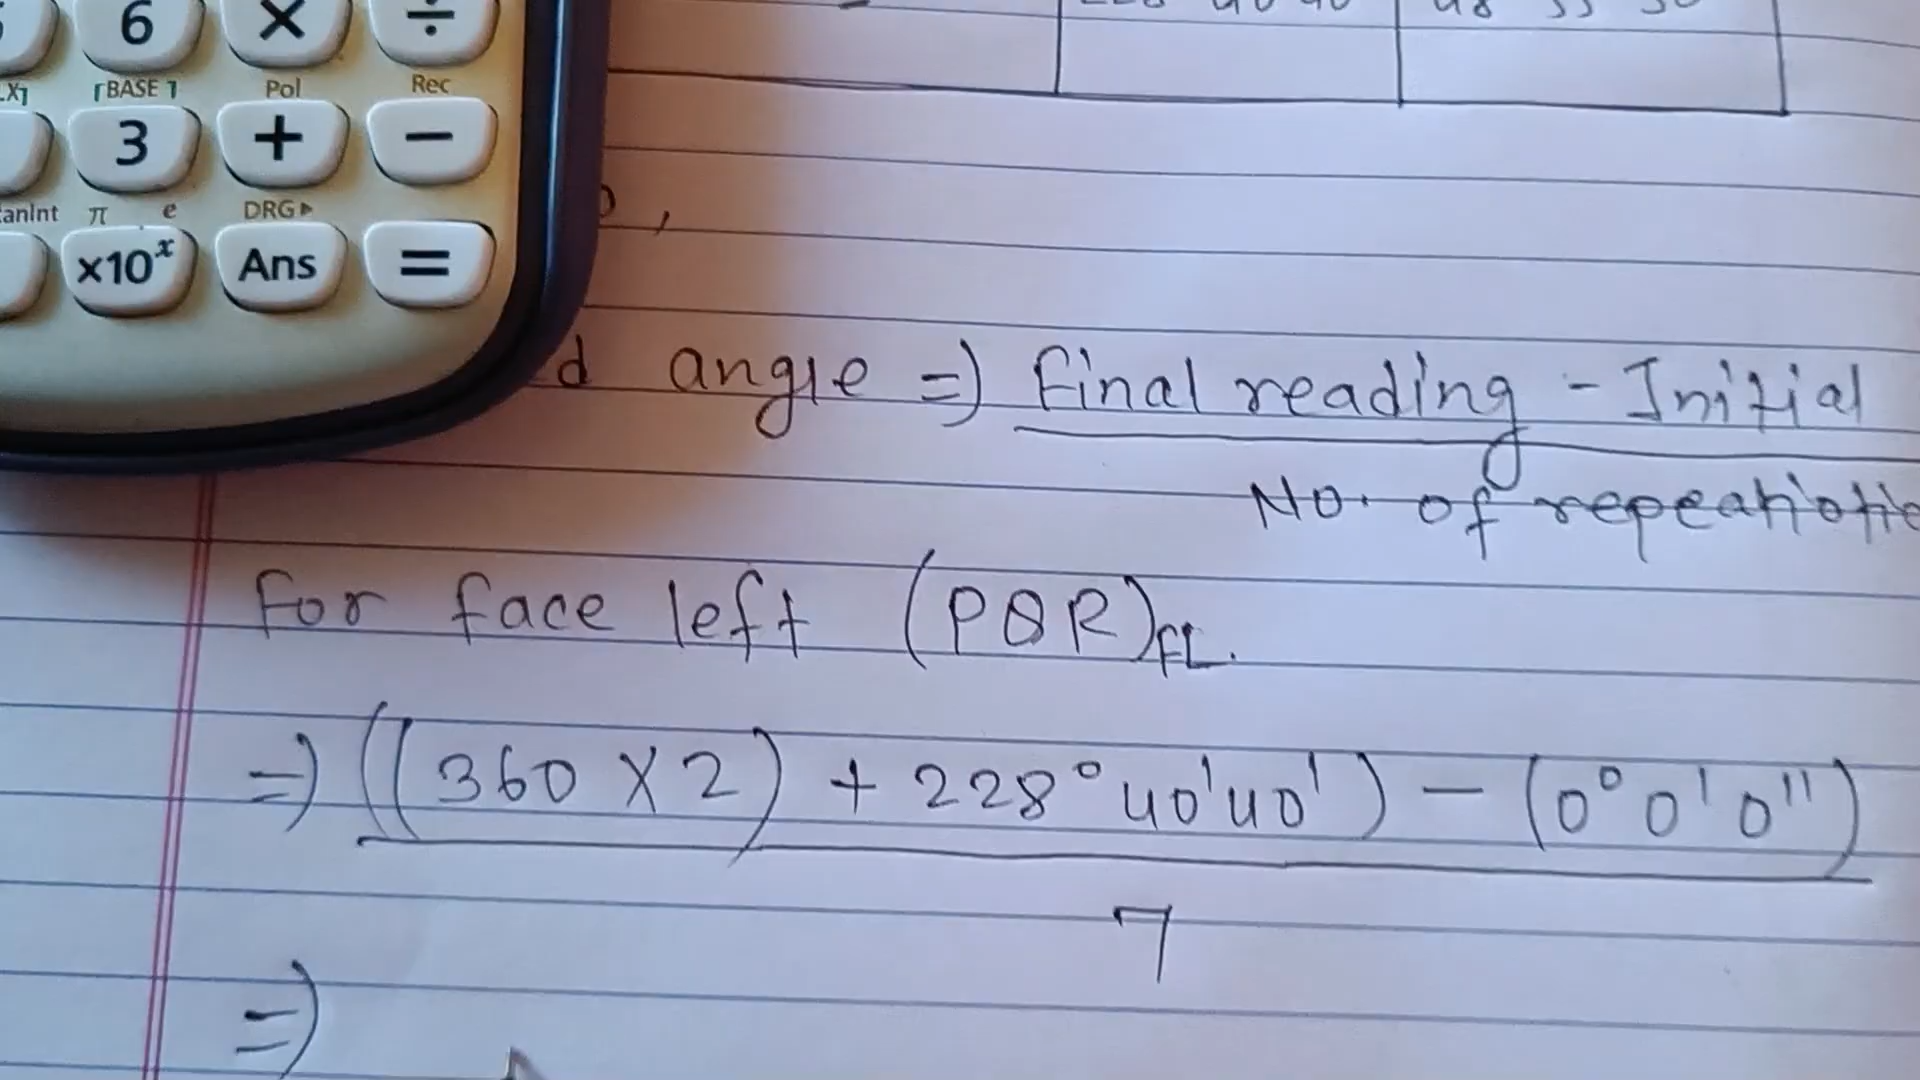 6 × ÷
X] ⌈BASE⌉ Pol Rec
3 + −
π e DRG▶
×10ˣ Ans =
angle => Final reading - Initial
No. of repeatio
For face left (PQR)FL.
=> ((360 X 2) + 228° 40' 40') - (0° 0' 0'')
7
=>